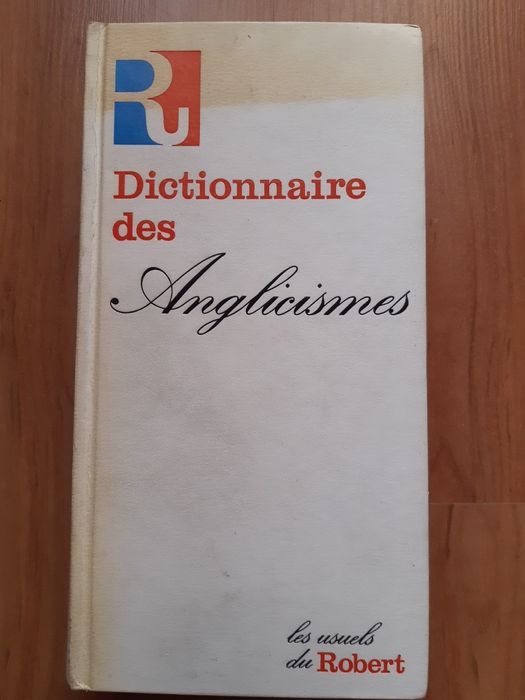 Ru
Dictionnaire
des
Anglicismes
les usuels
du Robert